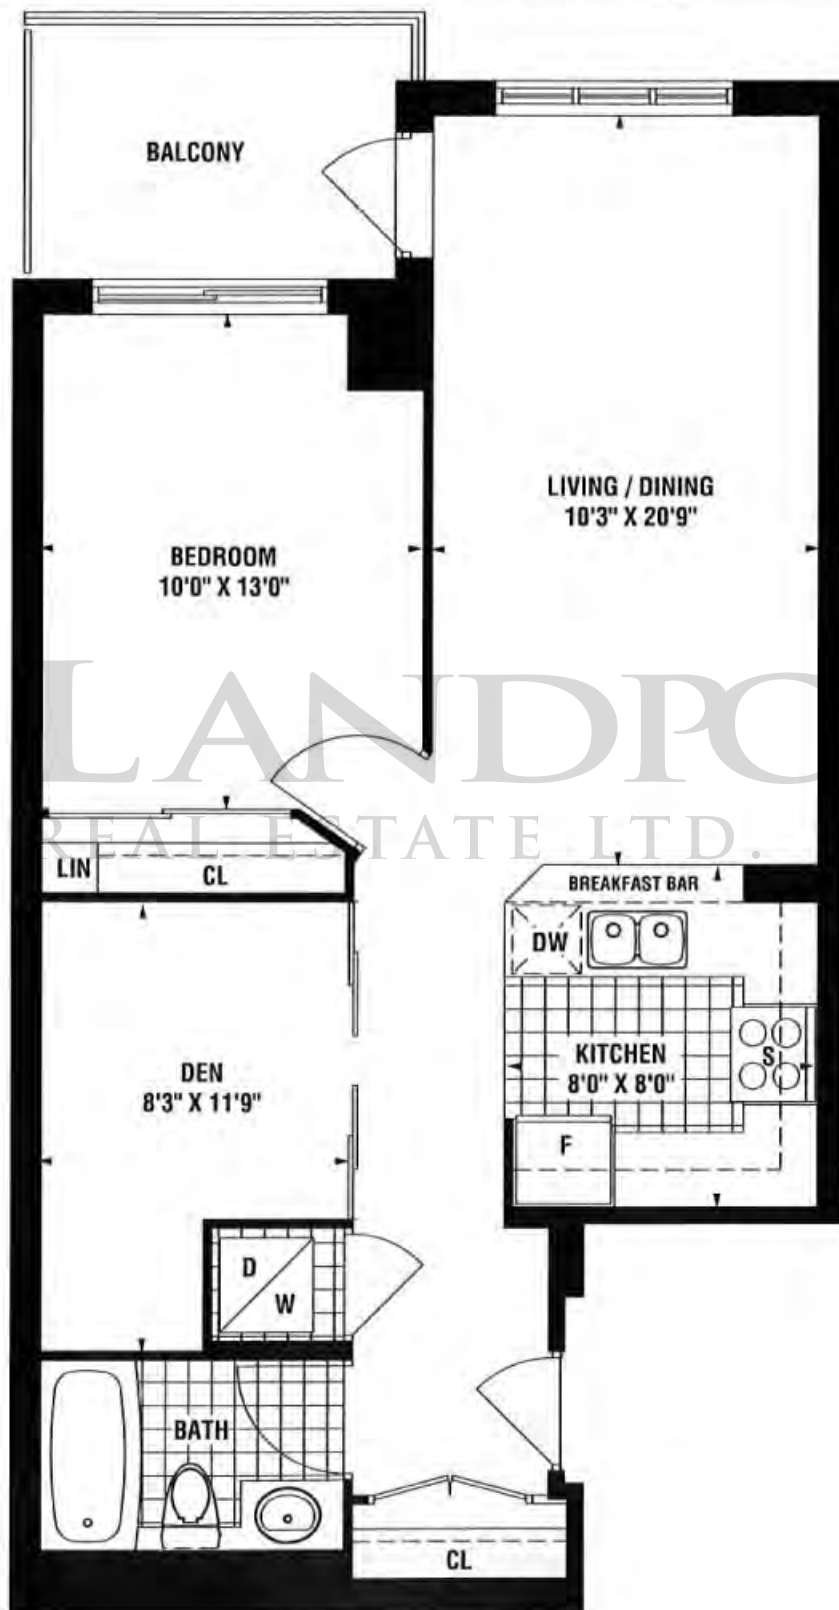 BALCONY
LIVING / DINING
10'3" X 20'9"
BEDROOM
10'0" X 13'0"
LANDPO
REAL ESTATE LTD.
LIN
CL
BREAKFAST BAR
DW
KITCHEN
8'0" X 8'0"
S
DEN
8'3" X 11'9"
F
D
W
BATH
CL